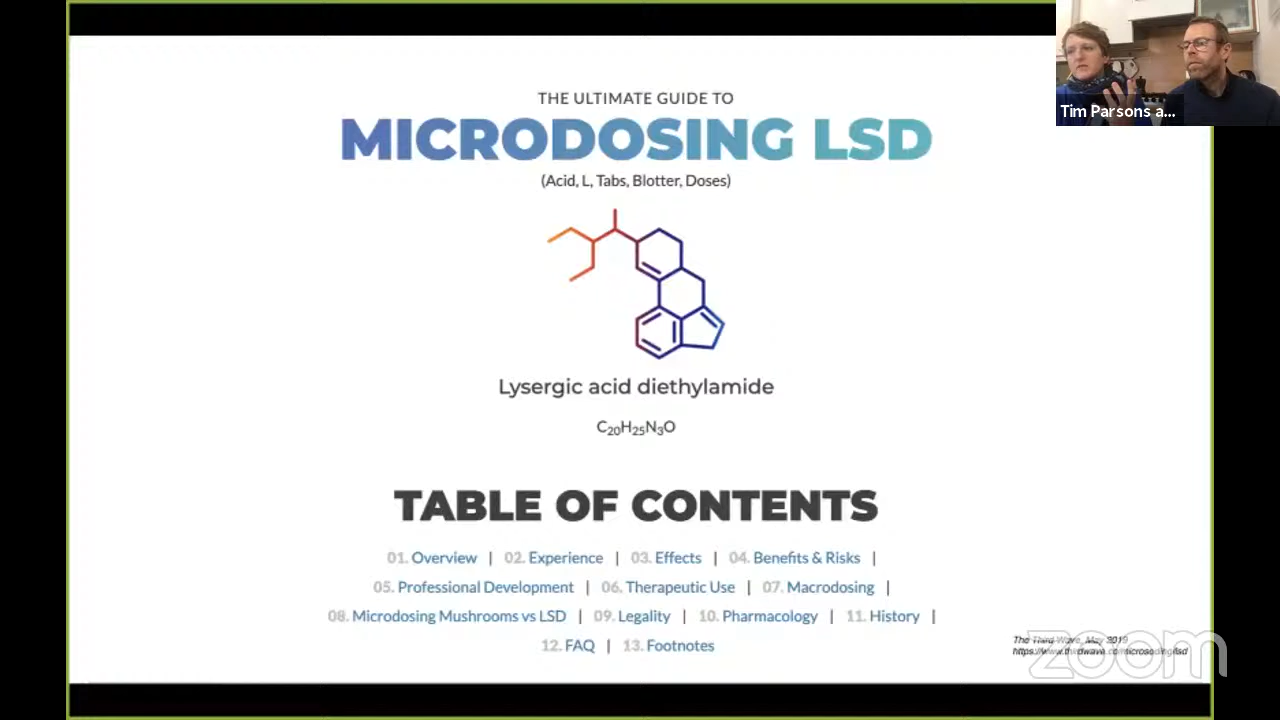 THE ULTIMATE GUIDE TO
MICRODOSING LSD
(Acid, L, Tabs, Blotter, Doses)
Lysergic acid diethylamide
C₂₀H₂₅N₃O
TABLE OF CONTENTS
01. Overview | 02. Experience | 03. Effects | 04. Benefits & Risks |
05. Professional Development | 06. Therapeutic Use | 07. Macrodosing |
08. Microdosing Mushrooms vs LSD | 09. Legality | 10. Pharmacology | 11. History |
12. FAQ | 13. Footnotes
Tim Parsons a...
The Third Wave, May 2019
zoom